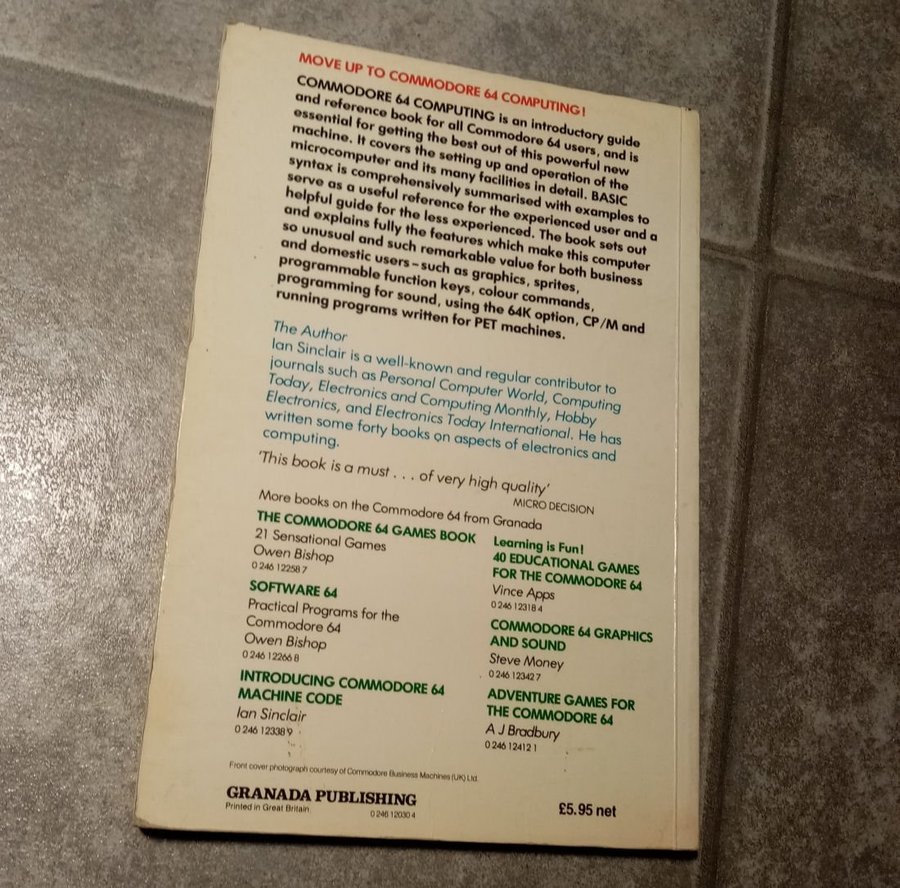 MOVE UP TO COMMODORE 64 COMPUTING!
COMMODORE 64 COMPUTING is an introductory guide
and reference book for all Commodore 64 users, and is
essential for getting the best out of this powerful new
machine. It covers the setting up and operation of the
microcomputer and its many facilities in detail. BASIC
syntax is comprehensively summarised with examples to
serve as a useful reference for the experienced user and a
helpful guide for the less experienced. The book sets out
and explains fully the features which make this computer
so unusual and such remarkable value for both business
and domestic users – such as graphics, sprites,
programmable function keys, colour commands,
programming for sound, using the 64K option, CP/M and
running programs written for PET machines.
The Author
Ian Sinclair is a well-known and regular contributor to
journals such as Personal Computer World, Computing
Today, Electronics and Computing Monthly, Hobby
Electronics, and Electronics Today International. He has
written some forty books on aspects of electronics and
computing.
'This book is a must . . . of very high quality'
MICRO DECISION
More books on the Commodore 64 from Granada
THE COMMODORE 64 GAMES BOOK
21 Sensational Games
Owen Bishop
0 246 12258 7
SOFTWARE 64
Practical Programs for the
Commodore 64
Owen Bishop
0 246 12266 8
INTRODUCING COMMODORE 64
MACHINE CODE
Ian Sinclair
0 246 12338 9
Learning is Fun!
40 EDUCATIONAL GAMES
FOR THE COMMODORE 64
Vince Apps
0 246 12318 4
COMMODORE 64 GRAPHICS
AND SOUND
Steve Money
0 246 12342 7
ADVENTURE GAMES FOR
THE COMMODORE 64
A J Bradbury
0 246 12412 1
Front cover photograph courtesy of Commodore Business Machines (UK) Ltd.
GRANADA PUBLISHING
Printed in Great Britain
0 246 12030 4
£5.95 net